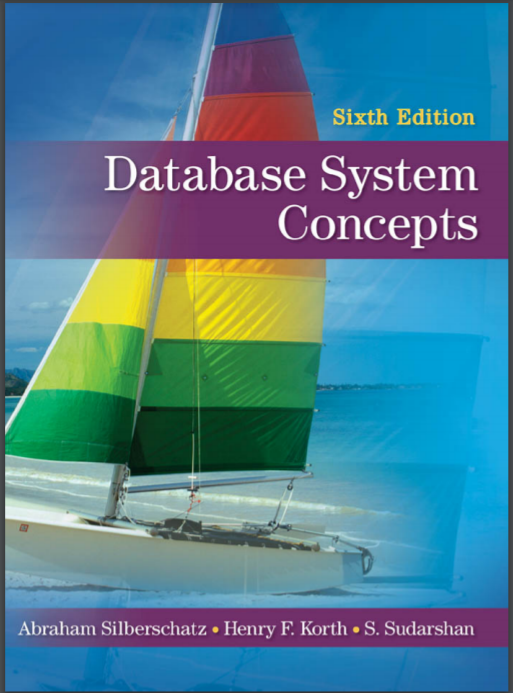 Sixth Edition
Database System
Concepts
Abraham Silberschatz • Henry F. Korth • S. Sudarshan